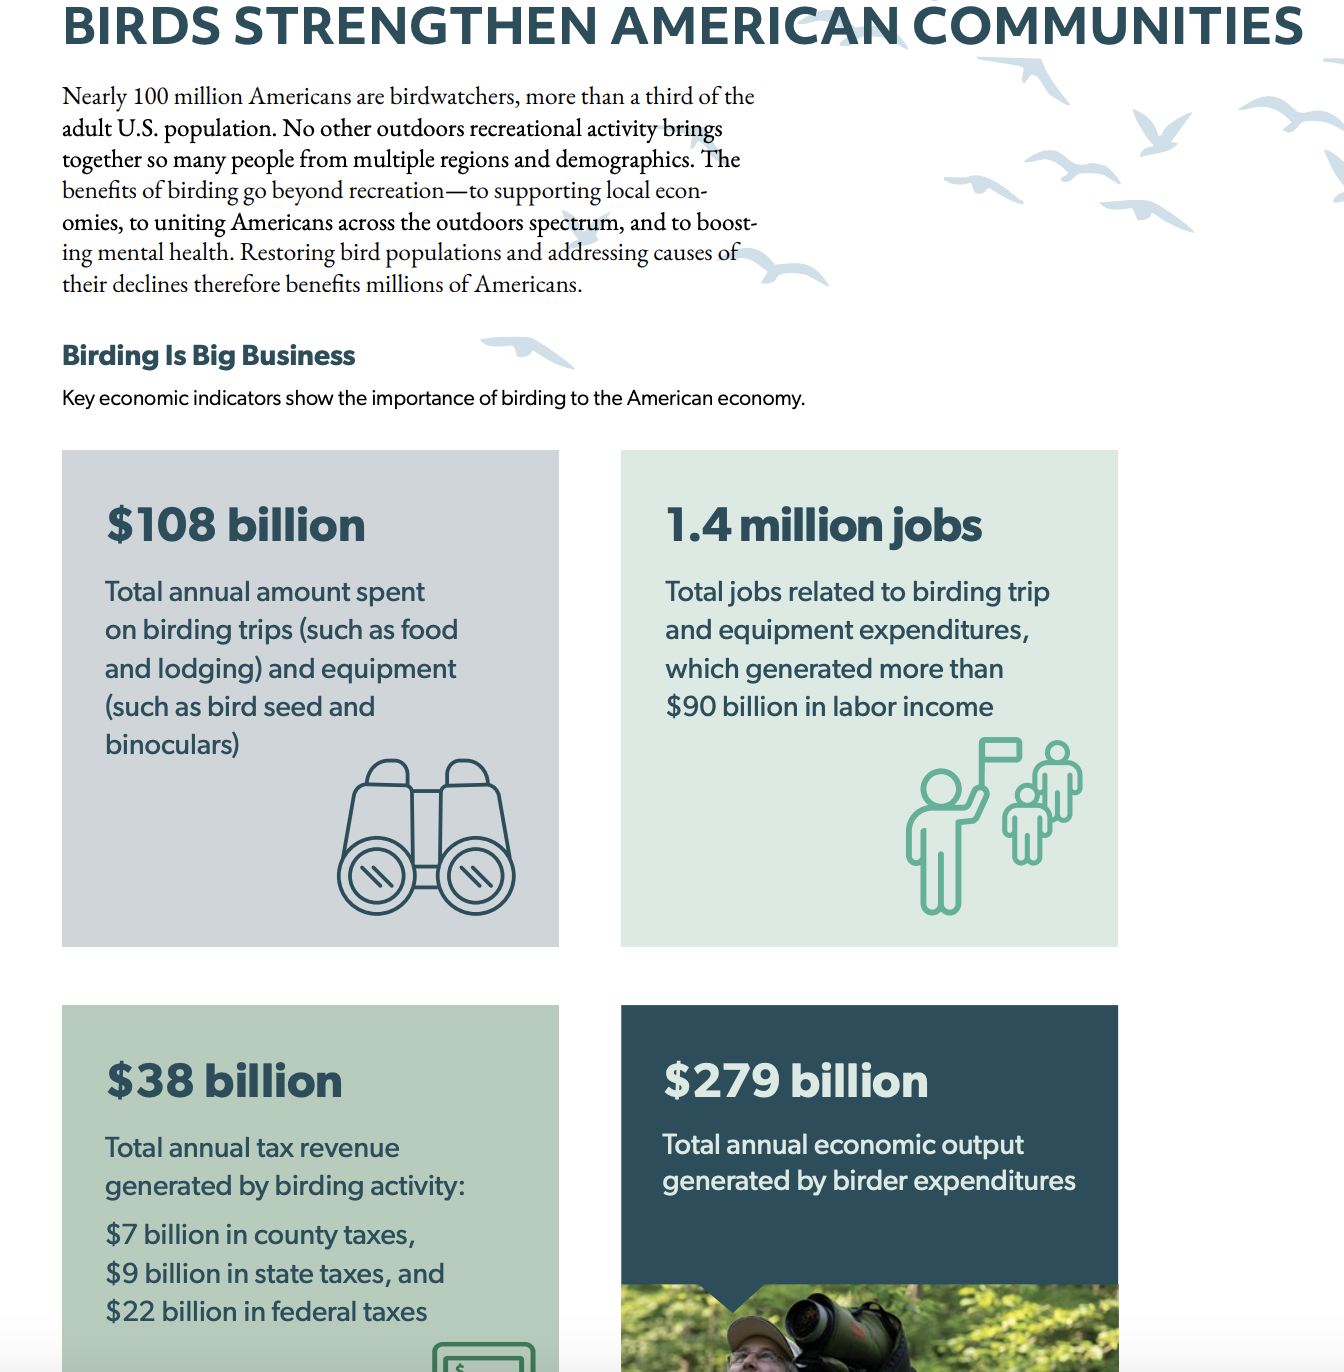 BIRDS STRENGTHEN AMERICAN COMMUNITIES
Nearly 100 million Americans are birdwatchers, more than a third of the
adult U.S. population. No other outdoors recreational activity brings
together so many people from multiple regions and demographics. The
benefits of birding go beyond recreation—to supporting local econ-
omies, to uniting Americans across the outdoors spectrum, and to boost-
ing mental health. Restoring bird populations and addressing causes of
their declines therefore benefits millions of Americans.
Birding Is Big Business
Key economic indicators show the importance of birding to the American economy.
$108 billion
Total annual amount spent
on birding trips (such as food
and lodging) and equipment
(such as bird seed and
binoculars)
1.4 million jobs
Total jobs related to birding trip
and equipment expenditures,
which generated more than
$90 billion in labor income
$38 billion
Total annual tax revenue
generated by birding activity:
$7 billion in county taxes,
$9 billion in state taxes, and
$22 billion in federal taxes
$
$279 billion
Total annual economic output
generated by birder expenditures